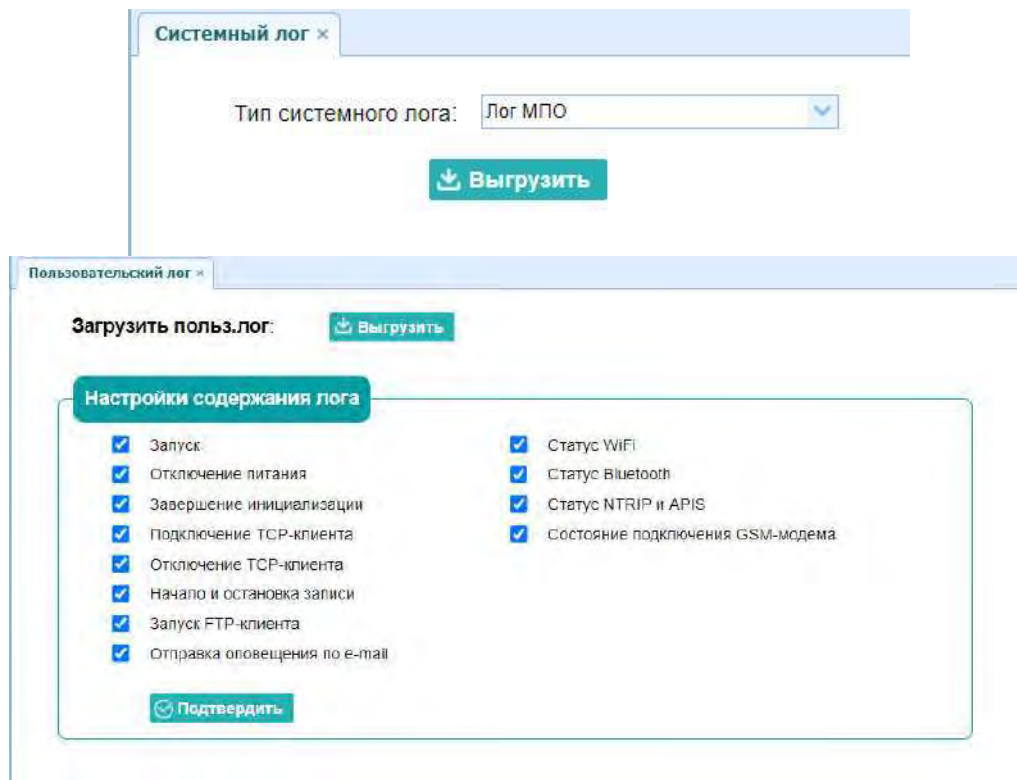 Системный лог ×
Тип системного лога: Лог МПО
Выгрузить
Пользовательский лог ×
Загрузить польз.лог: Выгрузить
Настройки содержания лога
Запуск
Отключение питания
Завершение инициализации
Подключение TCP-клиента
Отключение TCP-клиента
Начало и остановка записи
Запуск FTP-клиента
Отправка оповещения по e-mail
Статус WiFi
Статус Bluetooth
Статус NTRIP и APIS
Состояние подключения GSM-модема
Подтвердить